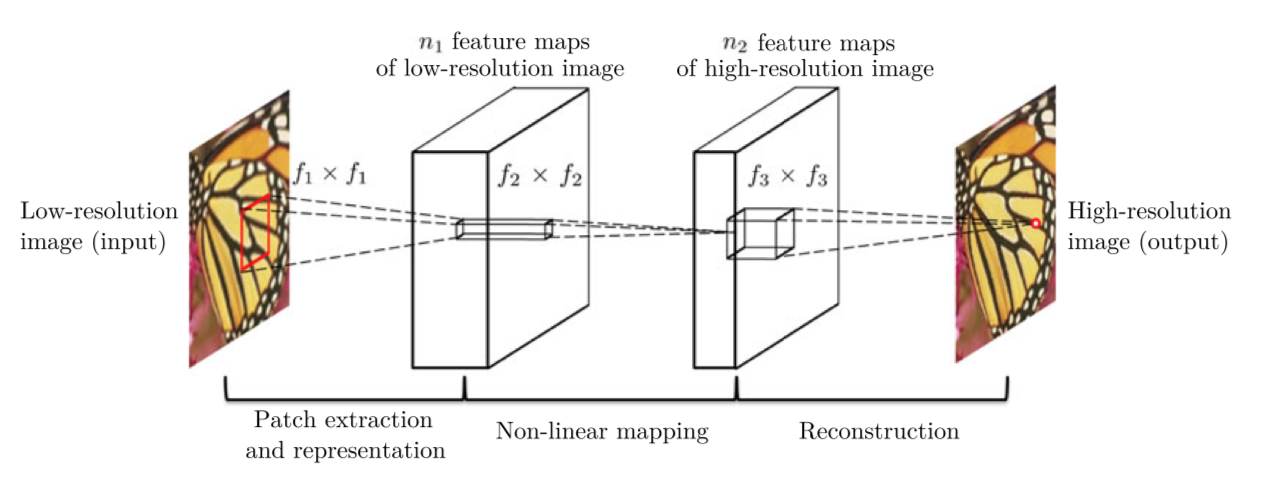 n₁ feature maps
of low-resolution image
n₂ feature maps
of high-resolution image
f₁ × f₁
f₂ × f₂
f₃ × f₃
Low-resolution
image (input)
High-resolution
image (output)
Patch extraction
and representation
Non-linear mapping
Reconstruction